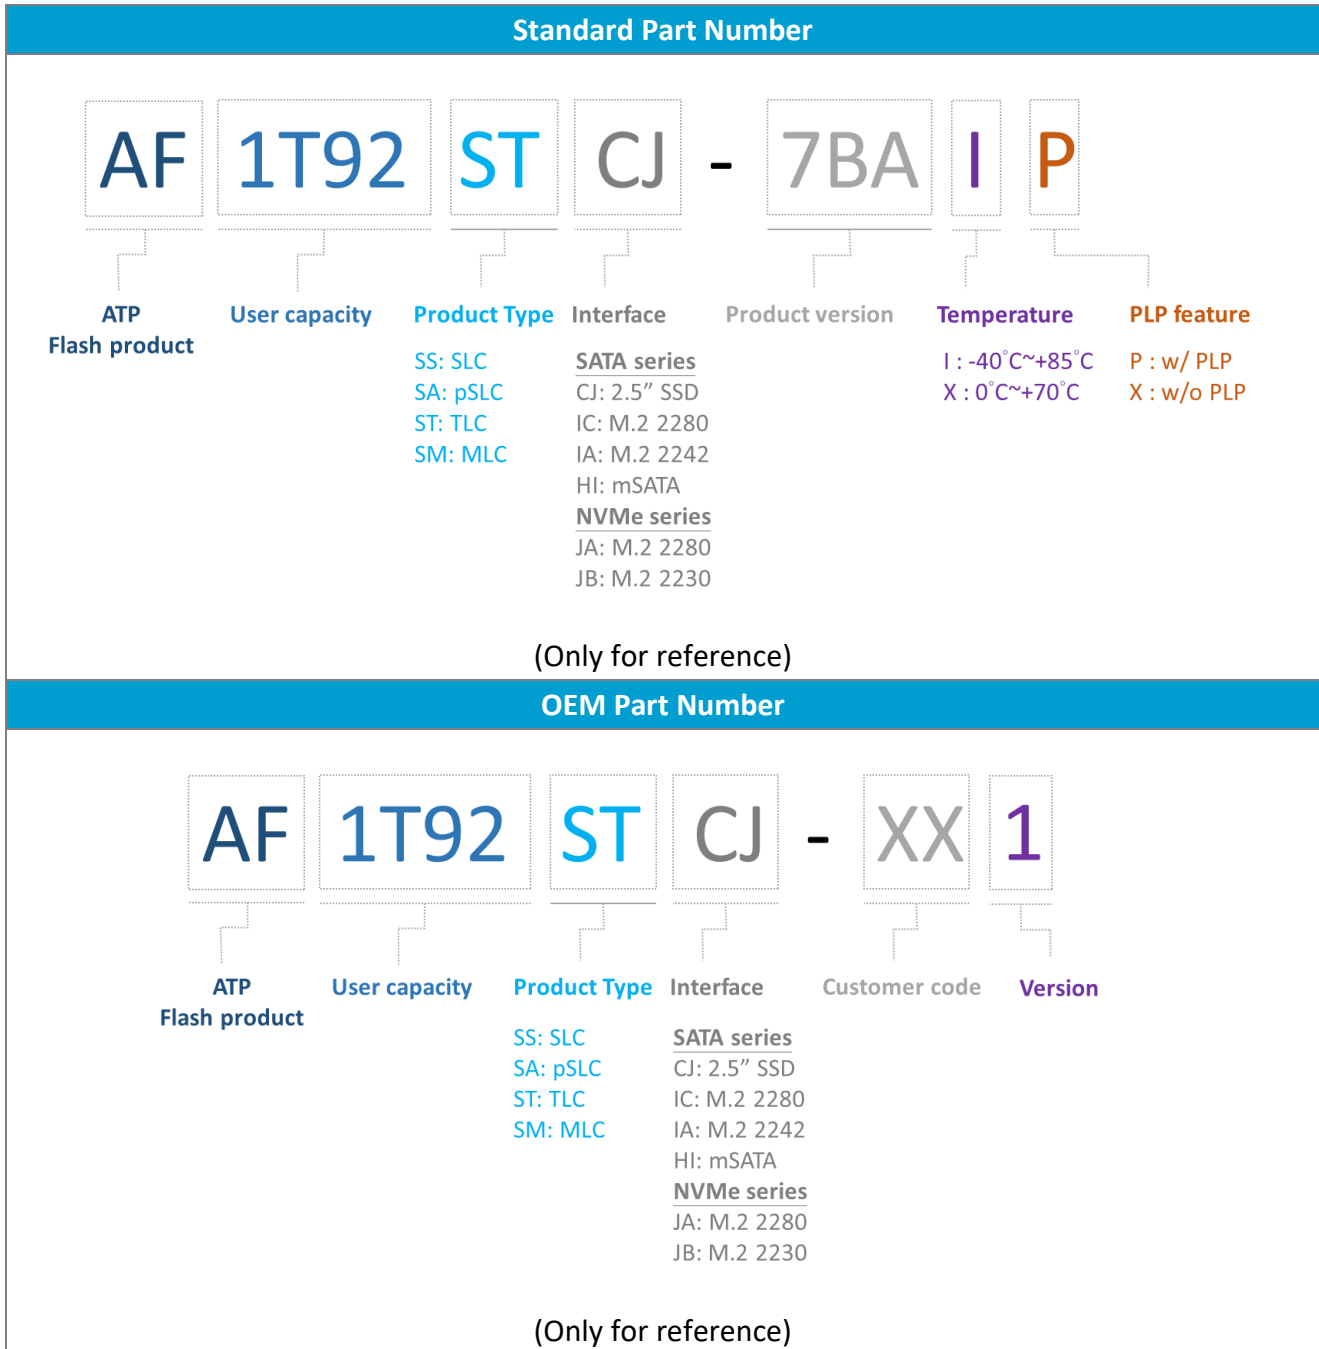 Standard Part Number
AF 1T92 ST CJ - 7BA I P
ATP
Flash product
User capacity
Product Type
SS: SLC
SA: pSLC
ST: TLC
SM: MLC
Interface
SATA series
CJ: 2.5” SSD
IC: M.2 2280
IA: M.2 2242
HI: mSATA
NVMe series
JA: M.2 2280
JB: M.2 2230
Product version
Temperature
I : -40°C~+85°C
X : 0°C~+70°C
PLP feature
P : w/ PLP
X : w/o PLP
(Only for reference)
OEM Part Number
AF 1T92 ST CJ - XX 1
ATP
Flash product
User capacity
Product Type
SS: SLC
SA: pSLC
ST: TLC
SM: MLC
Interface
SATA series
CJ: 2.5” SSD
IC: M.2 2280
IA: M.2 2242
HI: mSATA
NVMe series
JA: M.2 2280
JB: M.2 2230
Customer code
Version
(Only for reference)